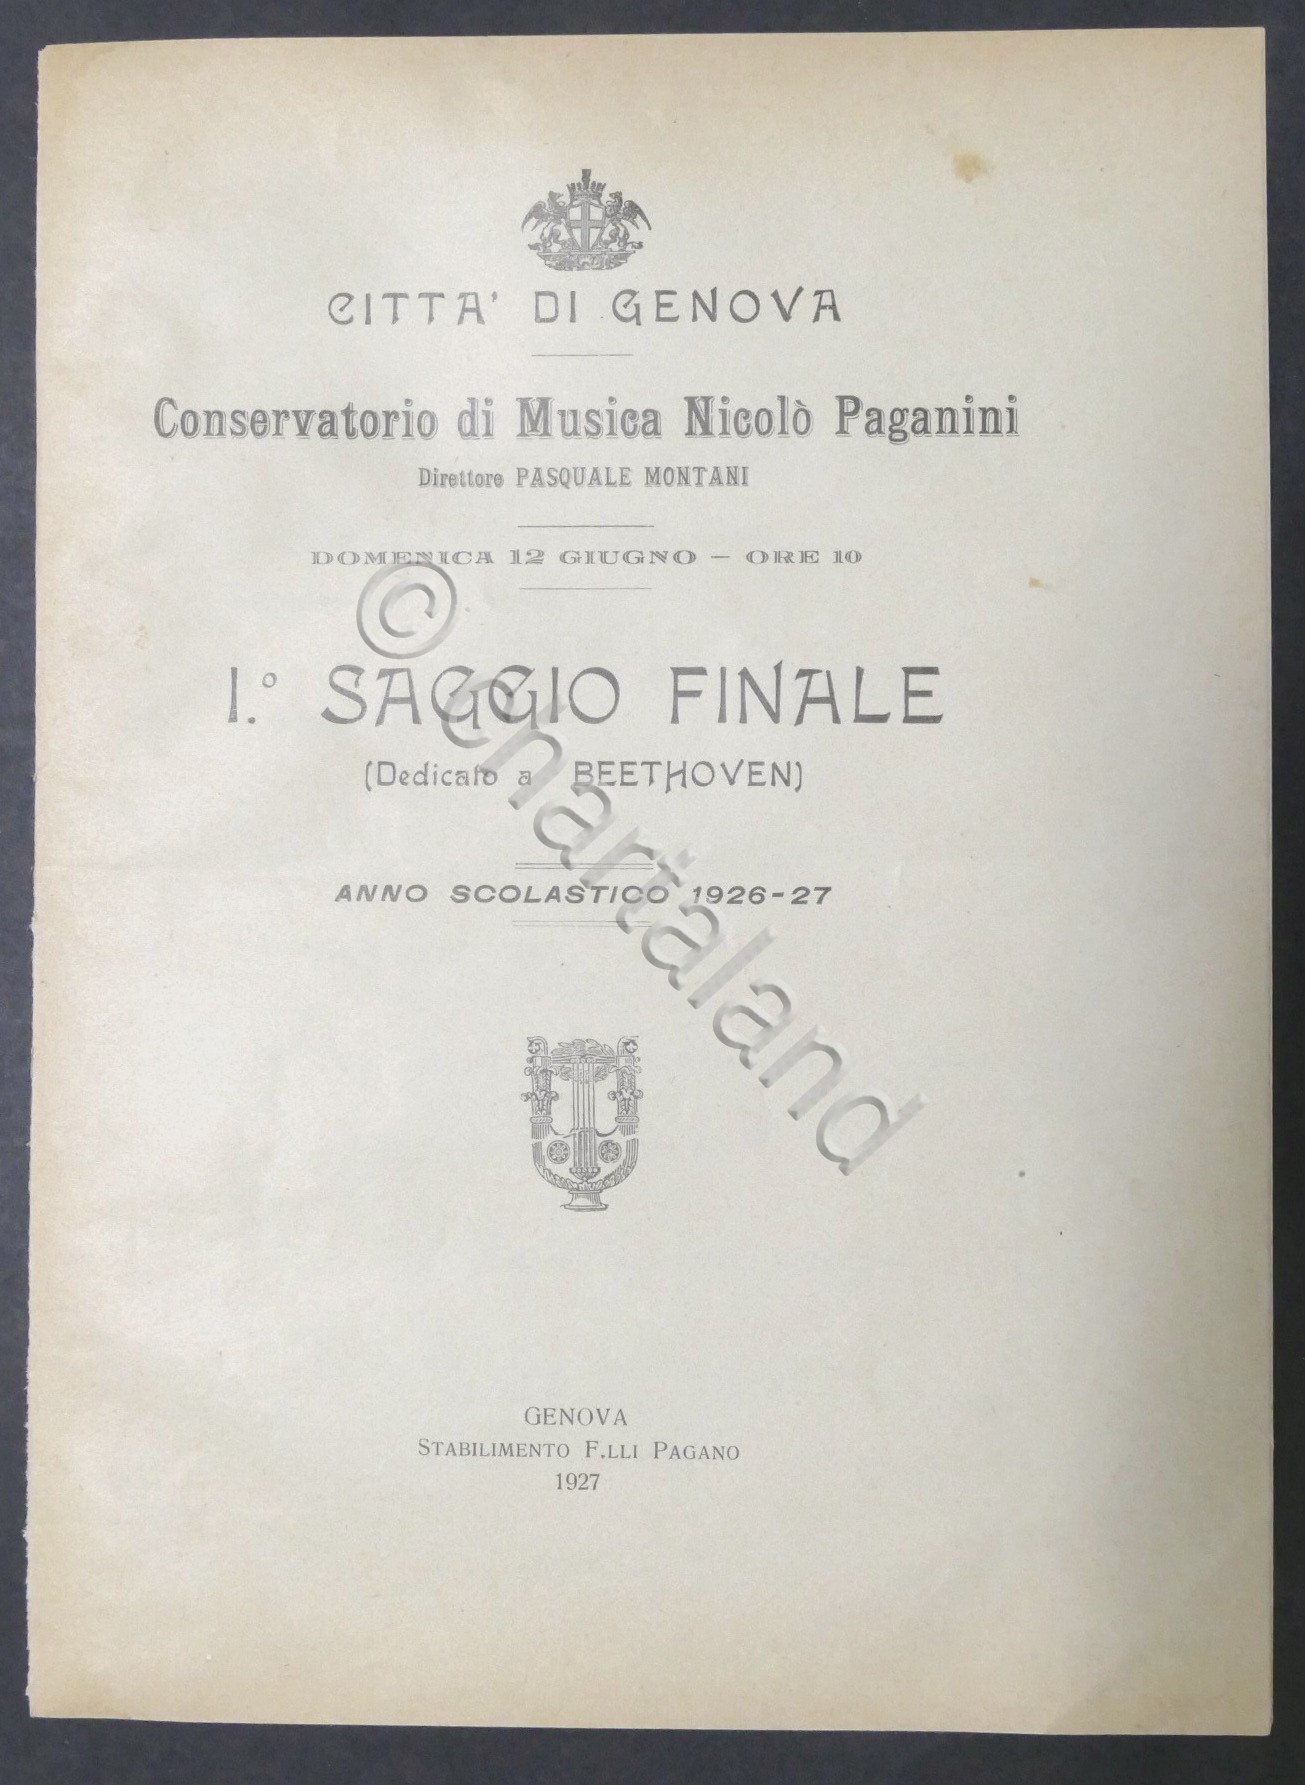 CITTA' DI GENOVA
Conservatorio di Musica Nicolò Paganini
Direttore PASQUALE MONTANI
DOMENICA 12 GIUGNO — ORE 10
I.° SAGGIO FINALE
(Dedicato a BEETHOVEN)
ANNO SCOLASTICO 1926-27
GENOVA
STABILIMENTO F.LLI PAGANO
1927
© chartaland